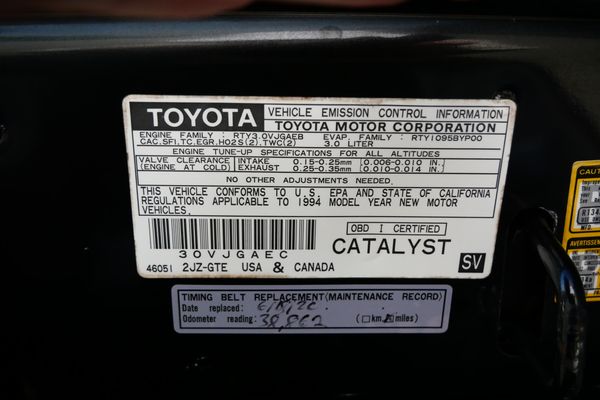 TOYOTA VEHICLE EMISSION CONTROL INFORMATION
TOYOTA MOTOR CORPORATION
ENGINE FAMILY : RTY3.0VJGAEB EVAP. FAMILY : RTY1095BYP00
CAC,SFI,TC,EGR,HO2S(2),TWC(2) 3.0 LITER
ENGINE TUNE-UP SPECIFICATIONS FOR ALL ALTITUDES
VALVE CLEARANCE INTAKE 0.15-0.25mm (0.006-0.010 IN.)
(ENGINE AT COLD) EXHAUST 0.25-0.35mm (0.010-0.014 IN.)
NO OTHER ADJUSTMENTS NEEDED.
THIS VEHICLE CONFORMS TO U.S. EPA AND STATE OF CALIFORNIA
REGULATIONS APPLICABLE TO 1994 MODEL YEAR NEW MOTOR
VEHICLES.
OBD I CERTIFIED
CATALYST
30VJGAEC
46051 2JZ-GTE USA & CANADA
SV
TIMING BELT REPLACEMENT(MAINTENANCE RECORD)
Date replaced:
Odometer reading: 38,862 (□km,☒miles)
CAUT
R134
MFG
AVERTISSEMENT